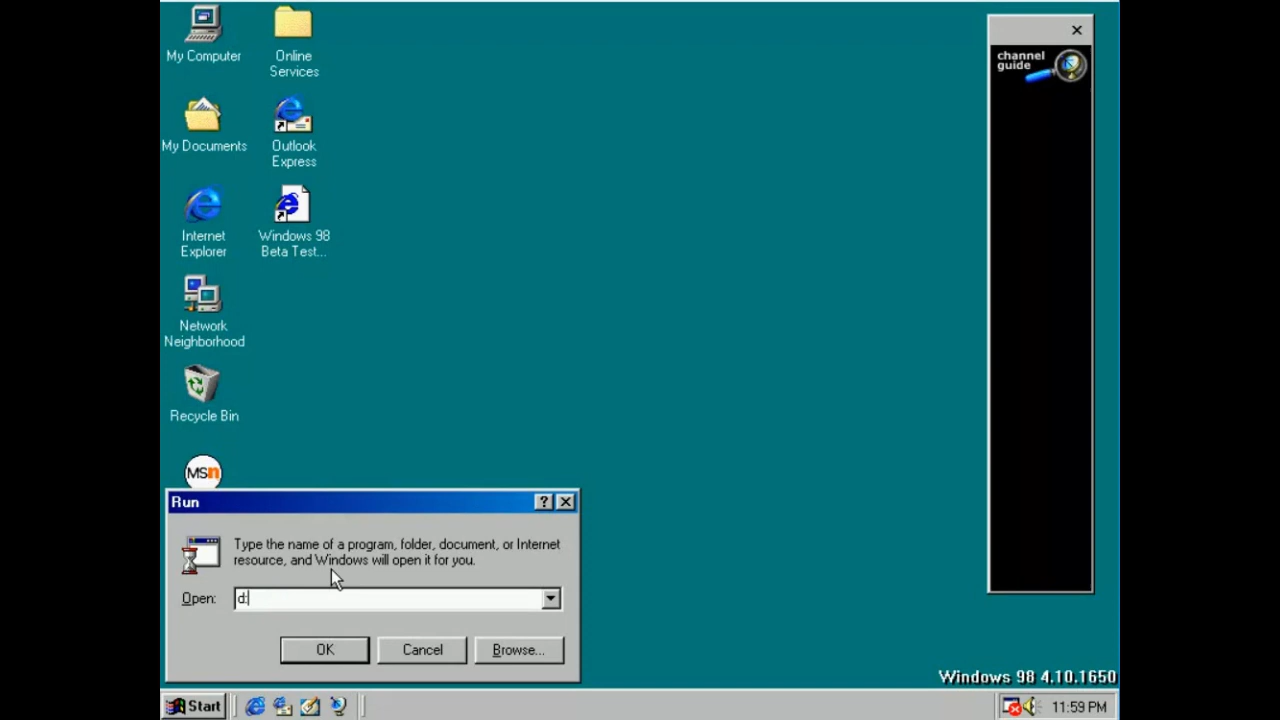 My Computer
Online
Services
My Documents
Outlook
Express
Internet
Explorer
Windows 98
Beta Test...
Network
Neighborhood
Recycle Bin
MSn
channel
guide
Run
Type the name of a program, folder, document, or Internet
resource, and Windows will open it for you.
Open:
d:
OK
Cancel
Browse...
Windows 98 4.10.1650
Start
11:59 PM